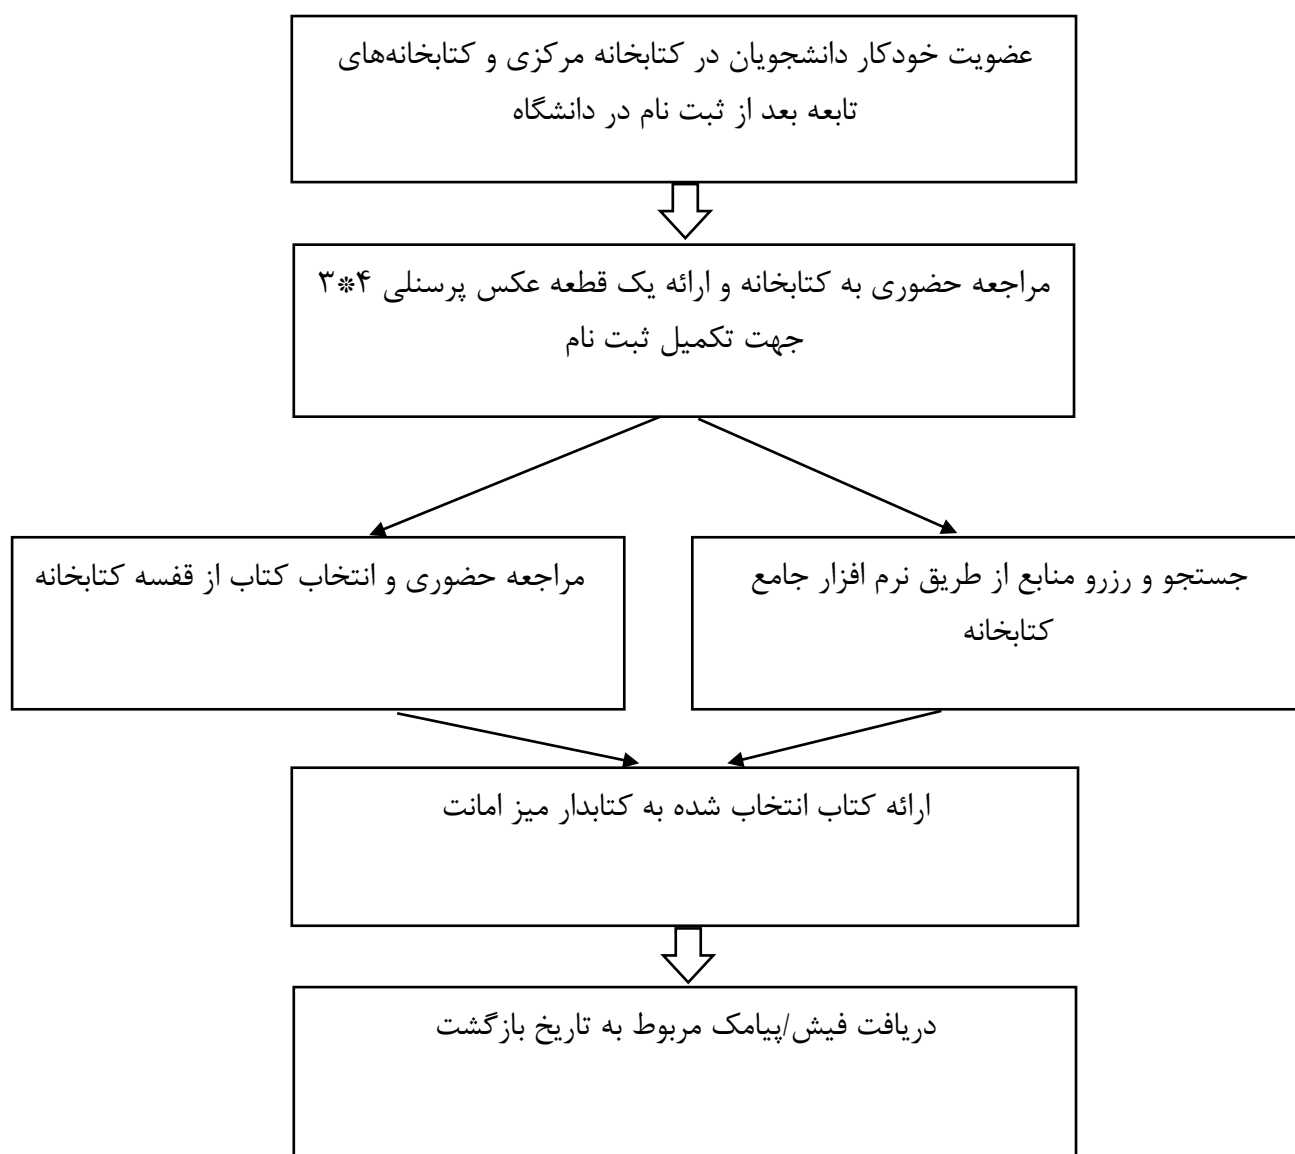 عضویت خودکار دانشجویان در کتابخانه مرکزی و کتابخانه‌های
تابعه بعد از ثبت نام در دانشگاه
مراجعه حضوری به کتابخانه و ارائه یک قطعه عکس پرسنلی ۴*۳
جهت تکمیل ثبت نام
جستجو و رزرو منابع از طریق نرم افزار جامع
کتابخانه
مراجعه حضوری و انتخاب کتاب از قفسه کتابخانه
ارائه کتاب انتخاب شده به کتابدار میز امانت
دریافت فیش/پیامک مربوط به تاریخ بازگشت